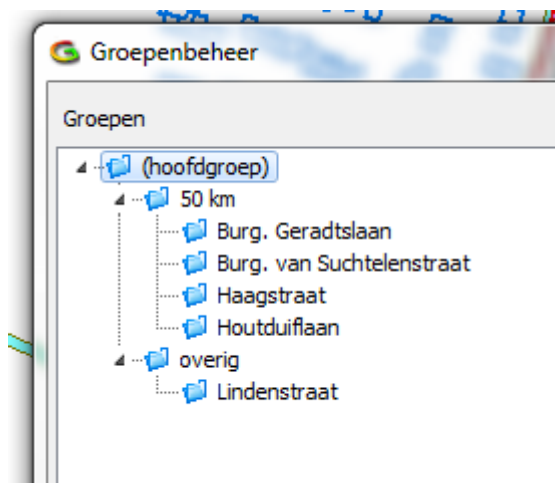 Groepenbeheer
Groepen
(hoofdgroep)
50 km
Burg. Geradtslaan
Burg. van Suchtelenstraat
Haagstraat
Houtduiflaan
overig
Lindenstraat